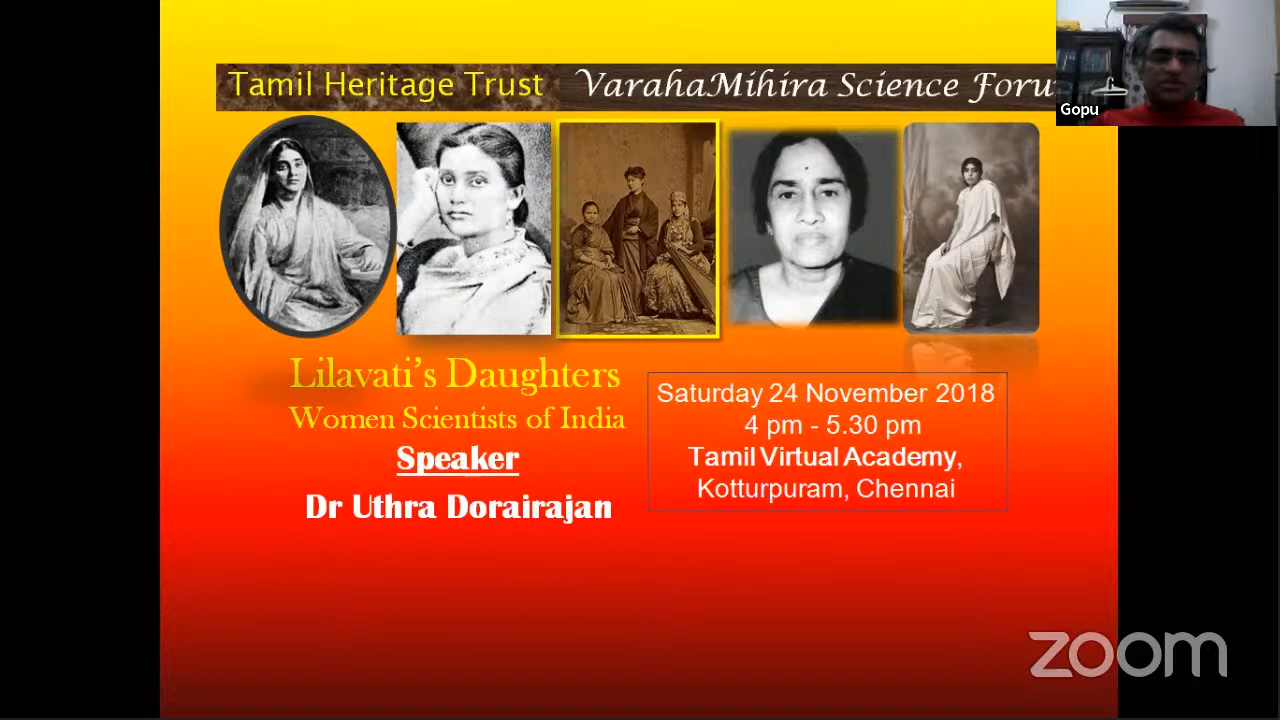 Tamil Heritage Trust VarahaMihira Science Foru
Gopu
Lilavati's Daughters
Women Scientists of India
Speaker
Dr Uthra Dorairajan
Saturday 24 November 2018
4 pm - 5.30 pm
Tamil Virtual Academy,
Kotturpuram, Chennai
zoom